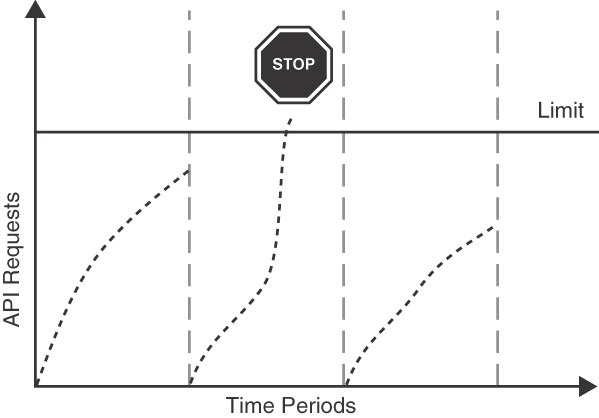 STOP
Limit
API Requests
Time Periods